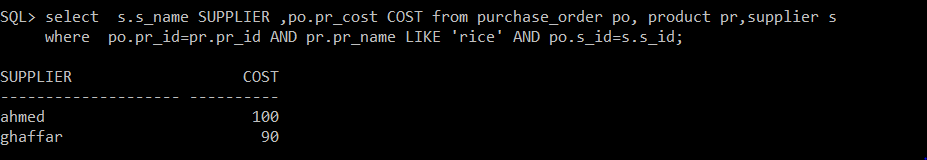 SQL> select  s.s_name SUPPLIER ,po.pr_cost COST from purchase_order po, product pr,supplier s
     where  po.pr_id=pr.pr_id AND pr.pr_name LIKE 'rice' AND po.s_id=s.s_id;

SUPPLIER                   COST
-------------------- ----------
ahmed                       100
ghaffar                      90